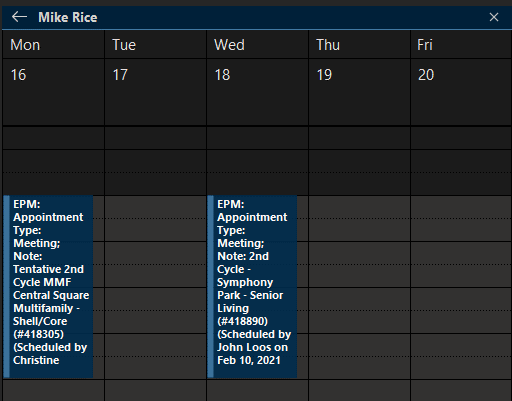 Mike Rice
Mon Tue Wed Thu Fri
16 17 18 19 20
EPM:
Appointment
Type:
Meeting;
Note:
Tentative 2nd
Cycle MMF
Central Square
Multifamily -
Shell/Core
(#418305)
(Scheduled by
Christine
EPM:
Appointment
Type:
Meeting;
Note: 2nd
Cycle -
Symphony
Park - Senior
Living
(#418890)
(Scheduled by
John Loos on
Feb 10, 2021